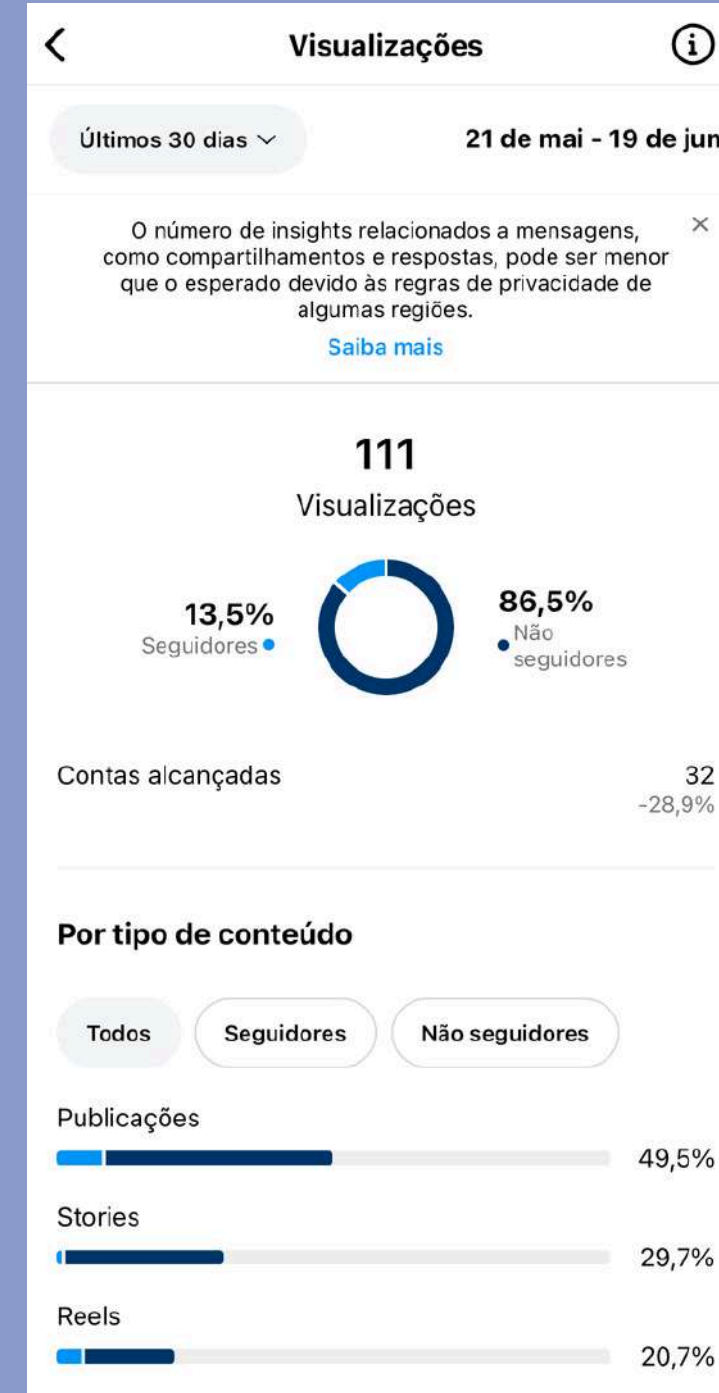 Visualizações
Últimos 30 dias
21 de mai - 19 de jun
O número de insights relacionados a mensagens,
como compartilhamentos e respostas, pode ser menor
que o esperado devido às regras de privacidade de
algumas regiões.
Saiba mais
111
Visualizações
13,5%
Seguidores
86,5%
Não
seguidores
Contas alcançadas
32
-28,9%
Por tipo de conteúdo
Todos
Seguidores
Não seguidores
Publicações
49,5%
Stories
29,7%
Reels
20,7%